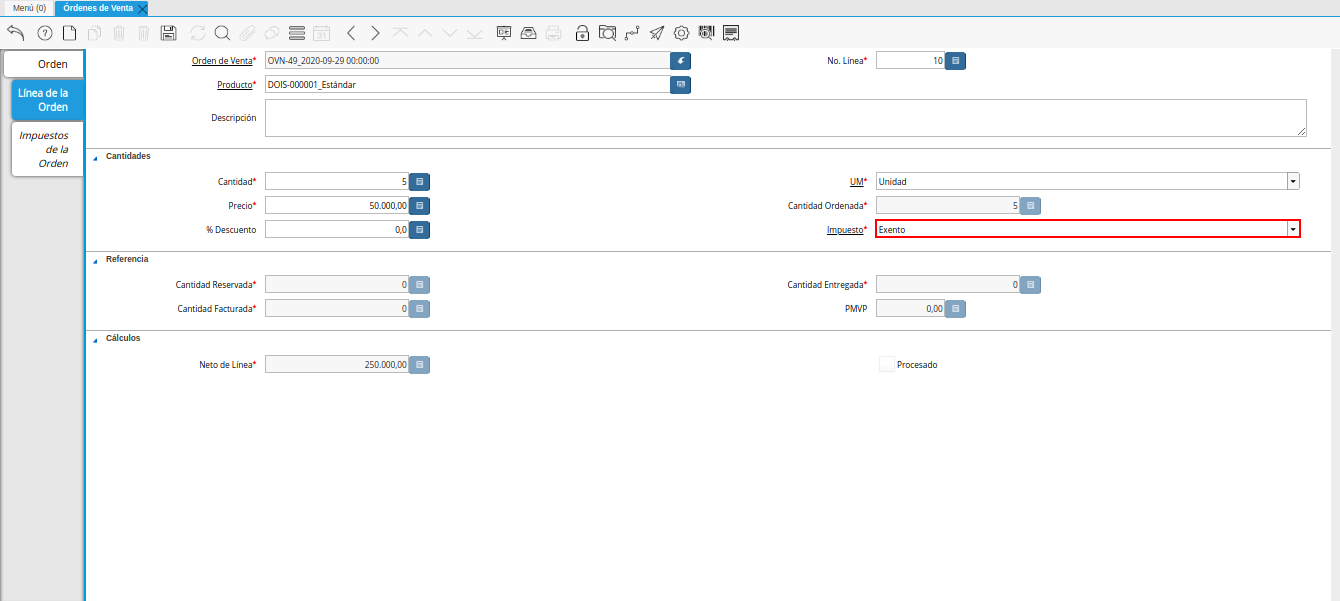 Menú (0) Órdenes de Venta
31
Orden
Línea de la
Orden
Impuestos
de la
Orden
Orden de Venta* OVN-49_2020-09-29 00:00:00 No. Línea* 10
Producto* DOIS-000001_Estándar
Descripción
Cantidades
Cantidad* 5 UM* Unidad
Precio* 50.000,00 Cantidad Ordenada* 5
% Descuento 0,0 Impuesto* Exento
Referencia
Cantidad Reservada* 0 Cantidad Entregada* 0
Cantidad Facturada* 0 PMVP 0,00
Cálculos
Neto de Línea* 250.000,00 Procesado